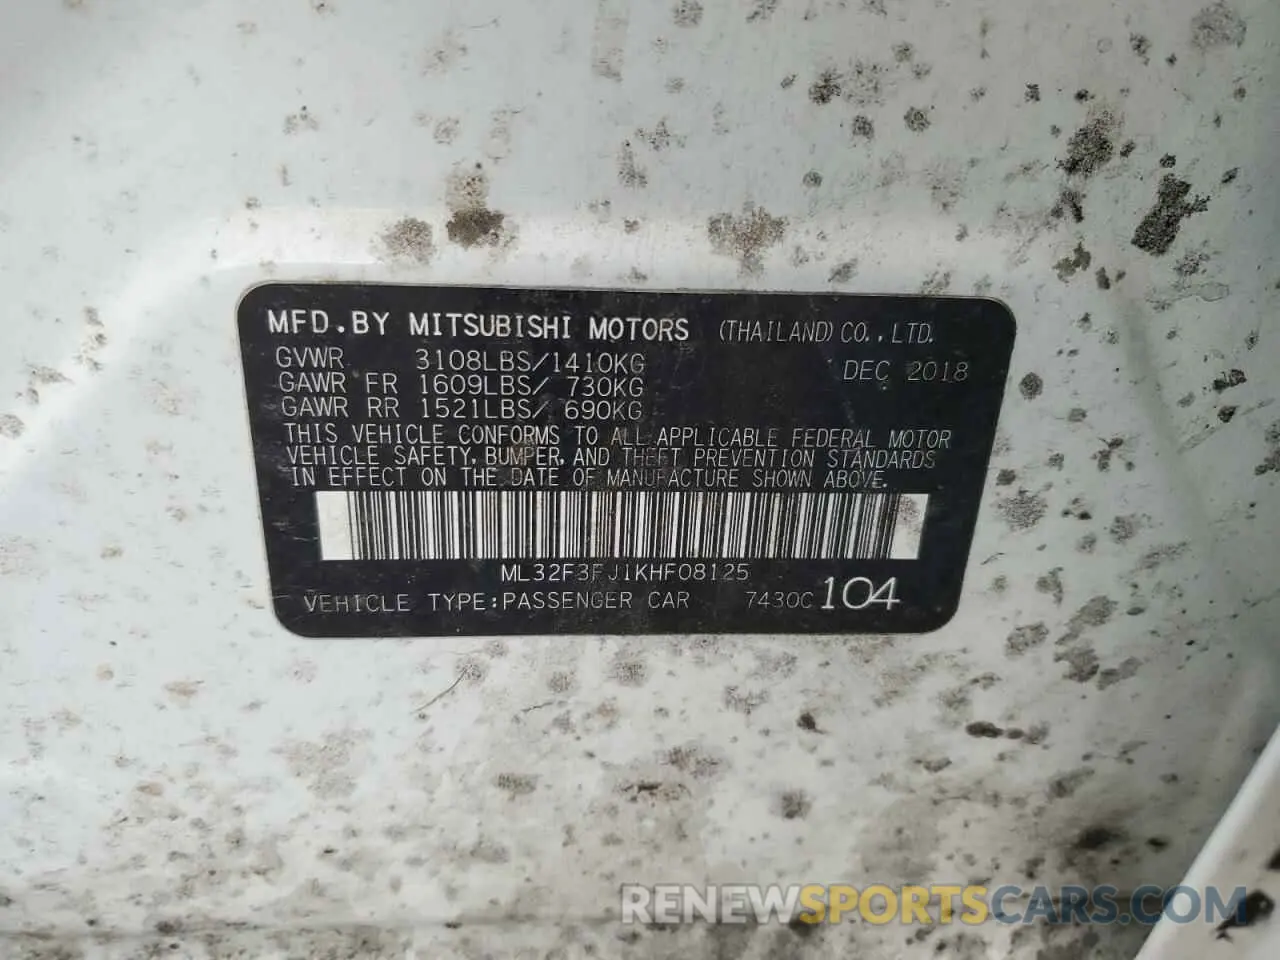 MFD.BY MITSUBISHI MOTORS (THAILAND) CO., LTD.
GVWR 3108LBS/1410KG DEC 2018
GAWR FR 1609LBS/ 730KG
GAWR RR 1521LBS/ 690KG
THIS VEHICLE CONFORMS TO ALL APPLICABLE FEDERAL MOTOR
VEHICLE SAFETY, BUMPER, AND THEFT PREVENTION STANDARDS
IN EFFECT ON THE DATE OF MANUFACTURE SHOWN ABOVE.
ML32F3FJ1KHF08125
VEHICLE TYPE:PASSENGER CAR 7430C 104
RENEWSPORTSCARS.COM